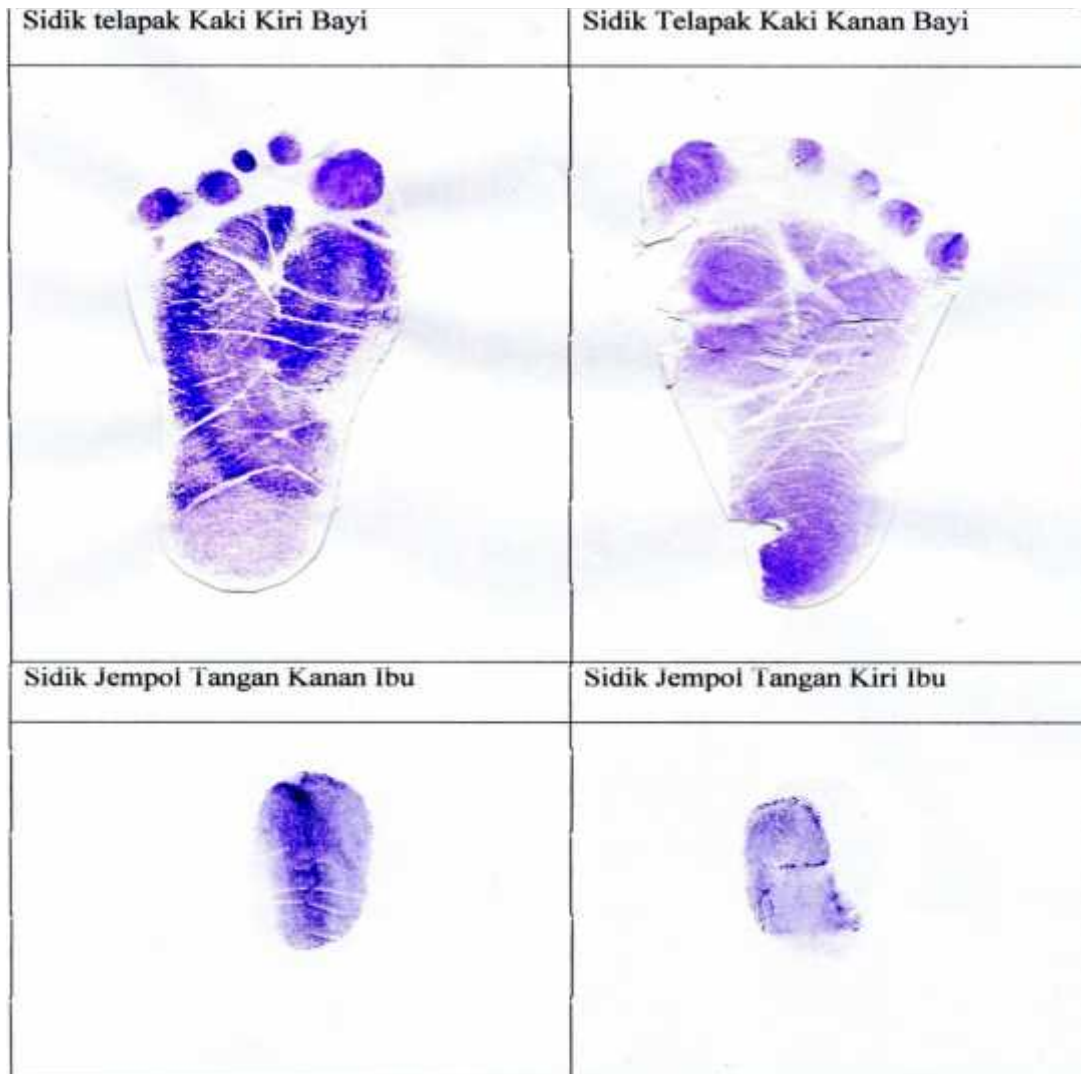 Sidik telapak Kaki Kiri Bayi
Sidik Telapak Kaki Kanan Bayi
Sidik Jempol Tangan Kanan Ibu
Sidik Jempol Tangan Kiri Ibu